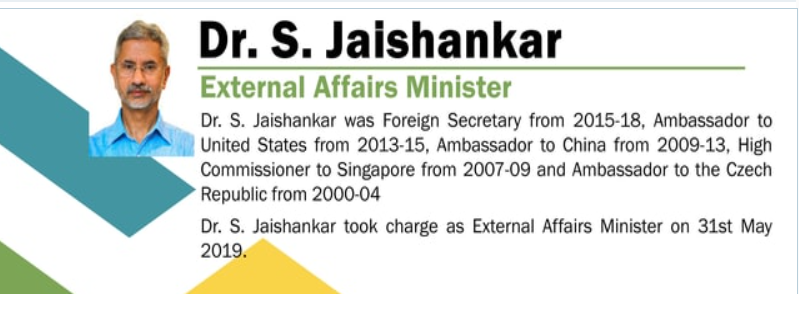 Dr. S. Jaishankar
External Affairs Minister
Dr. S. Jaishankar was Foreign Secretary from 2015-18, Ambassador to
United States from 2013-15, Ambassador to China from 2009-13, High
Commissioner to Singapore from 2007-09 and Ambassador to the Czech
Republic from 2000-04
Dr. S. Jaishankar took charge as External Affairs Minister on 31st May
2019.